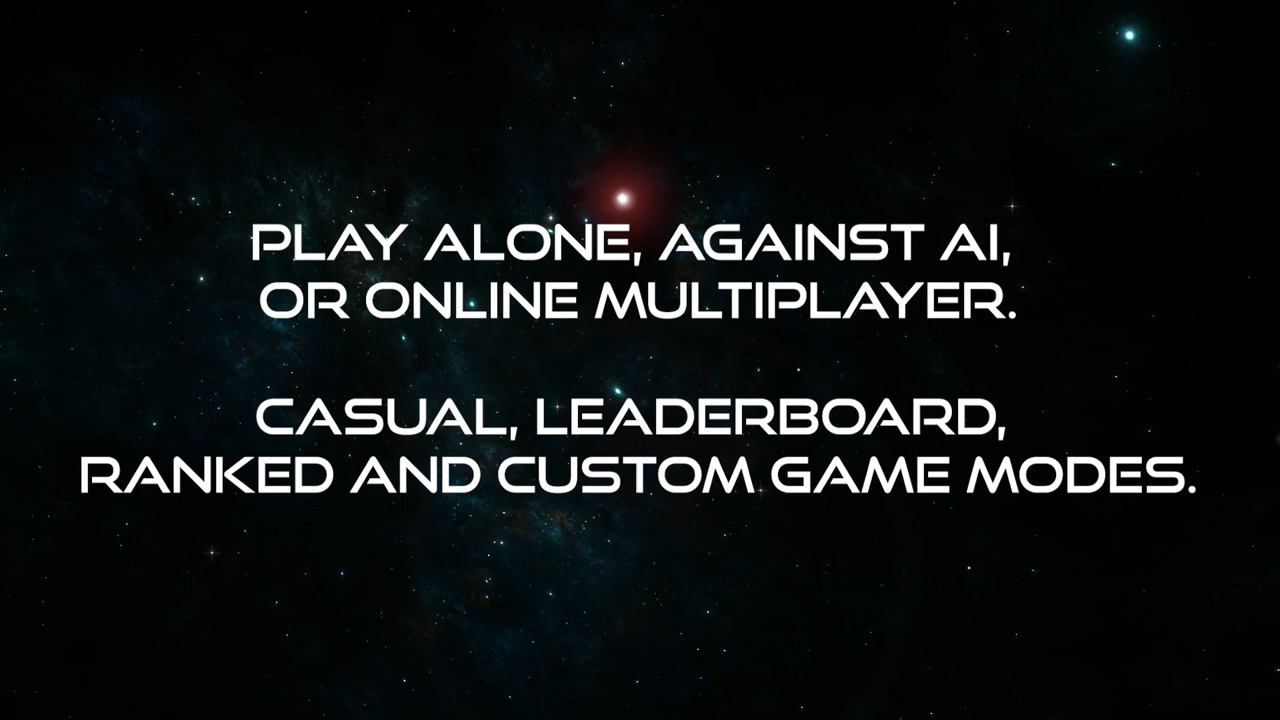 PLAY ALONE, AGAINST AI,
OR ONLINE MULTIPLAYER.
CASUAL, LEADERBOARD,
RANKED AND CUSTOM GAME MODES.